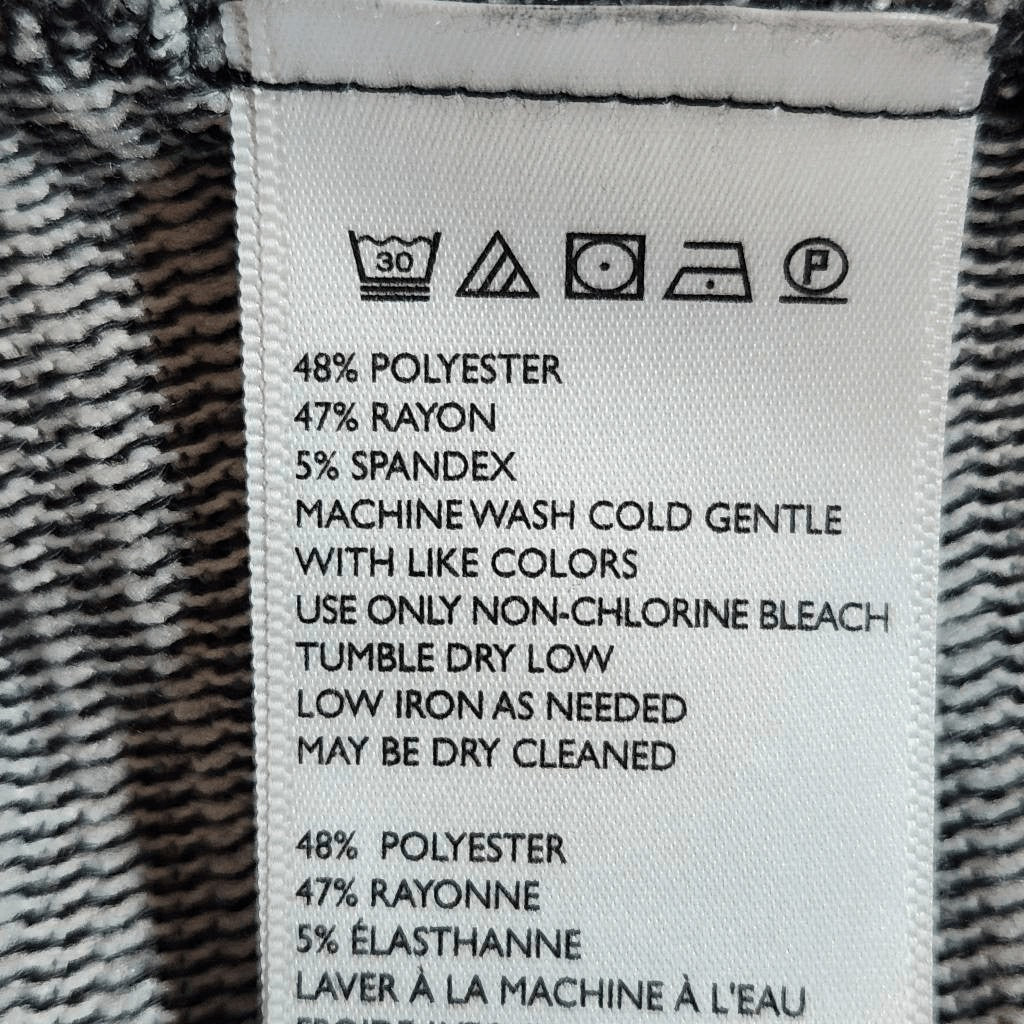 30
P
48% POLYESTER
47% RAYON
5% SPANDEX
MACHINE WASH COLD GENTLE
WITH LIKE COLORS
USE ONLY NON-CHLORINE BLEACH
TUMBLE DRY LOW
LOW IRON AS NEEDED
MAY BE DRY CLEANED
48% POLYESTER
47% RAYONNE
5% ÉLASTHANNE
LAVER À LA MACHINE À L'EAU